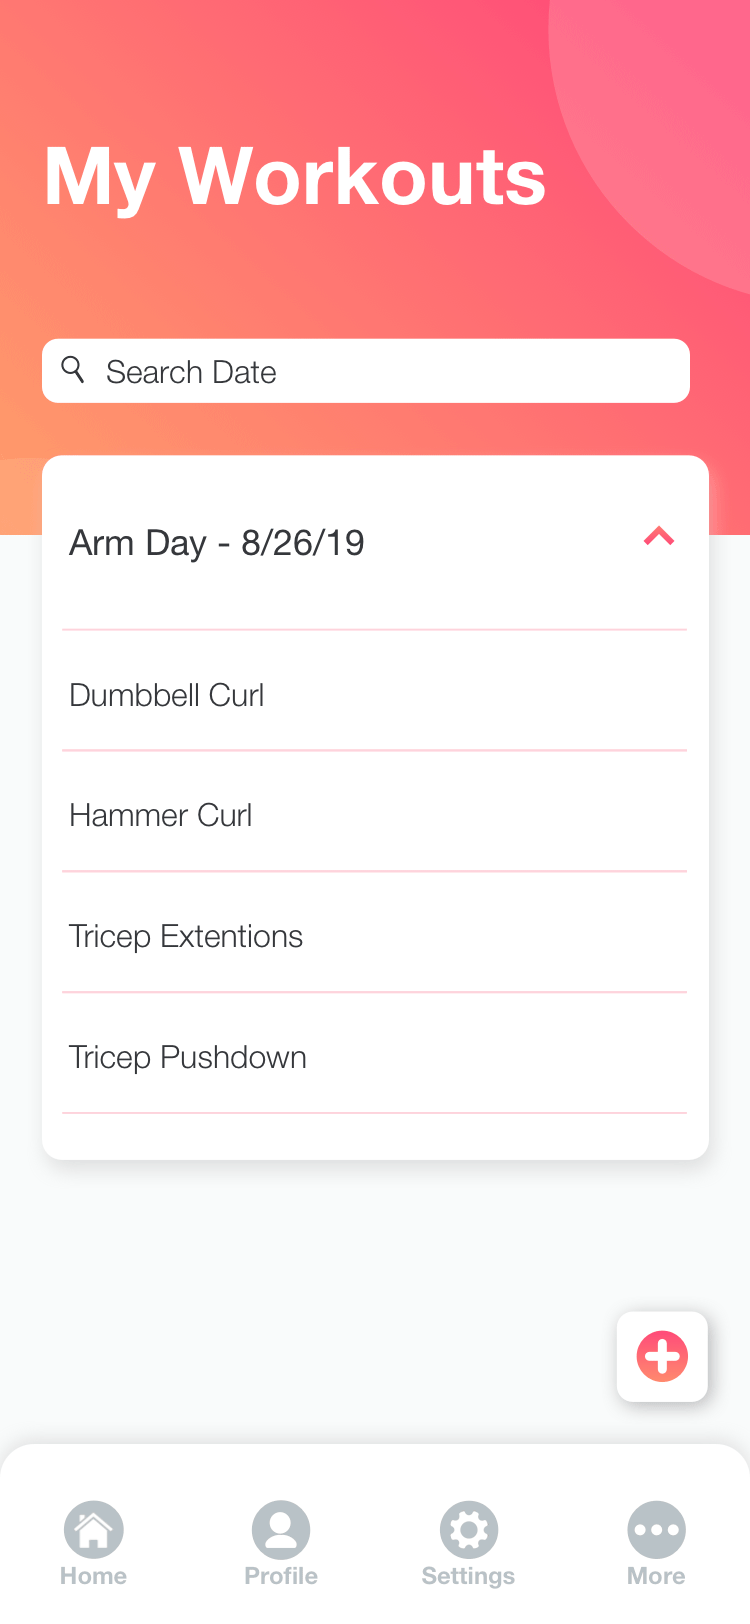 My Workouts
Search Date
Arm Day - 8/26/19
Dumbbell Curl
Hammer Curl
Tricep Extentions
Tricep Pushdown
Home
Profile
Settings
More